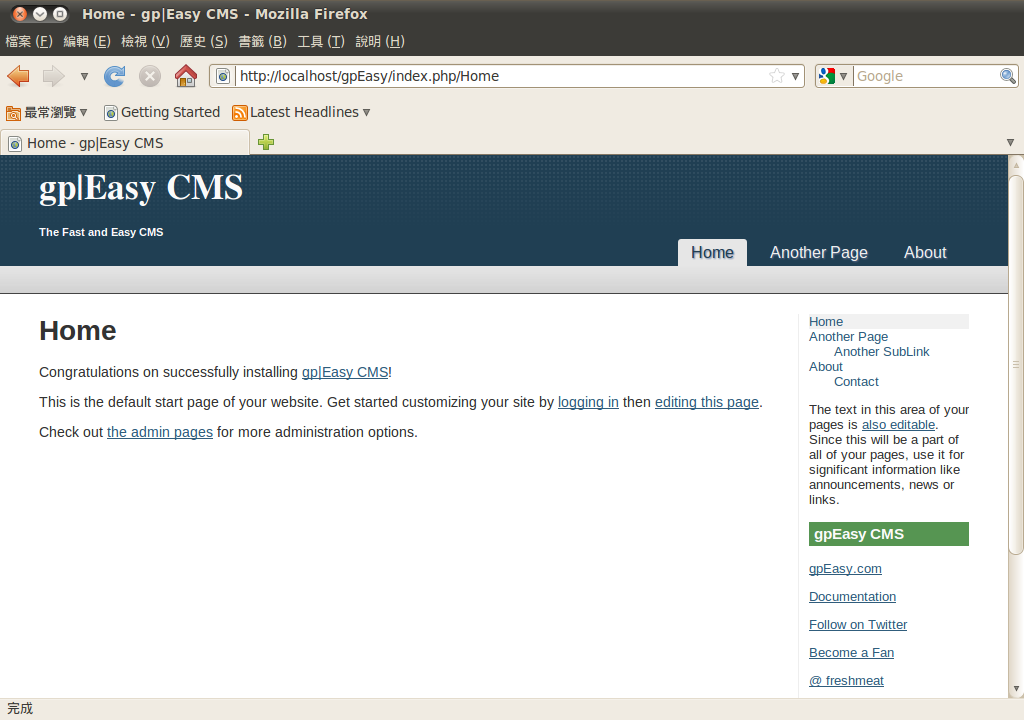 Home - gp|Easy CMS - Mozilla Firefox
檔案 (F) 編輯 (E) 檢視 (V) 歷史 (S) 書籤 (B) 工具 (T) 說明 (H)
http://localhost/gpEasy/index.php/Home
Google
最常瀏覽 Getting Started Latest Headlines
Home - gp|Easy CMS
gp|Easy CMS
The Fast and Easy CMS
Home Another Page About
Home
Congratulations on successfully installing gp|Easy CMS!
This is the default start page of your website. Get started customizing your site by logging in then editing this page.
Check out the admin pages for more administration options.
Home
Another Page
Another SubLink
About
Contact
The text in this area of your
pages is also editable.
Since this will be a part of
all of your pages, use it for
significant information like
announcements, news or
links.
gpEasy CMS
gpEasy.com
Documentation
Follow on Twitter
Become a Fan
@ freshmeat
完成